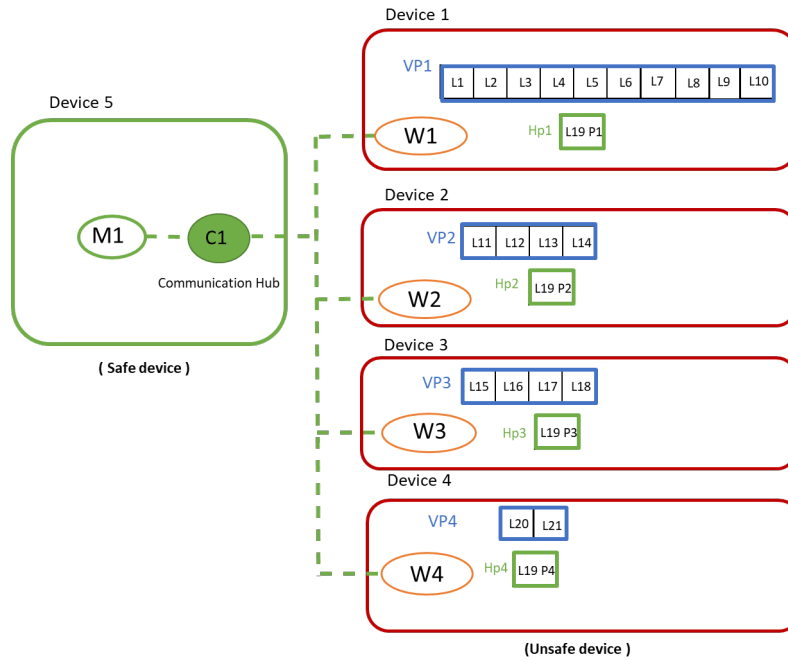 Device 1
VP1
L1 L2 L3 L4 L5 L6 L7 L8 L9 L10
W1
Hp1
L19 P1
Device 5
M1
C1
Communication Hub
( Safe device )
Device 2
VP2
L11 L12 L13 L14
W2
Hp2
L19 P2
Device 3
VP3
L15 L16 L17 L18
W3
Hp3
L19 P3
Device 4
VP4
L20 L21
W4
Hp4
L19 P4
(Unsafe device )